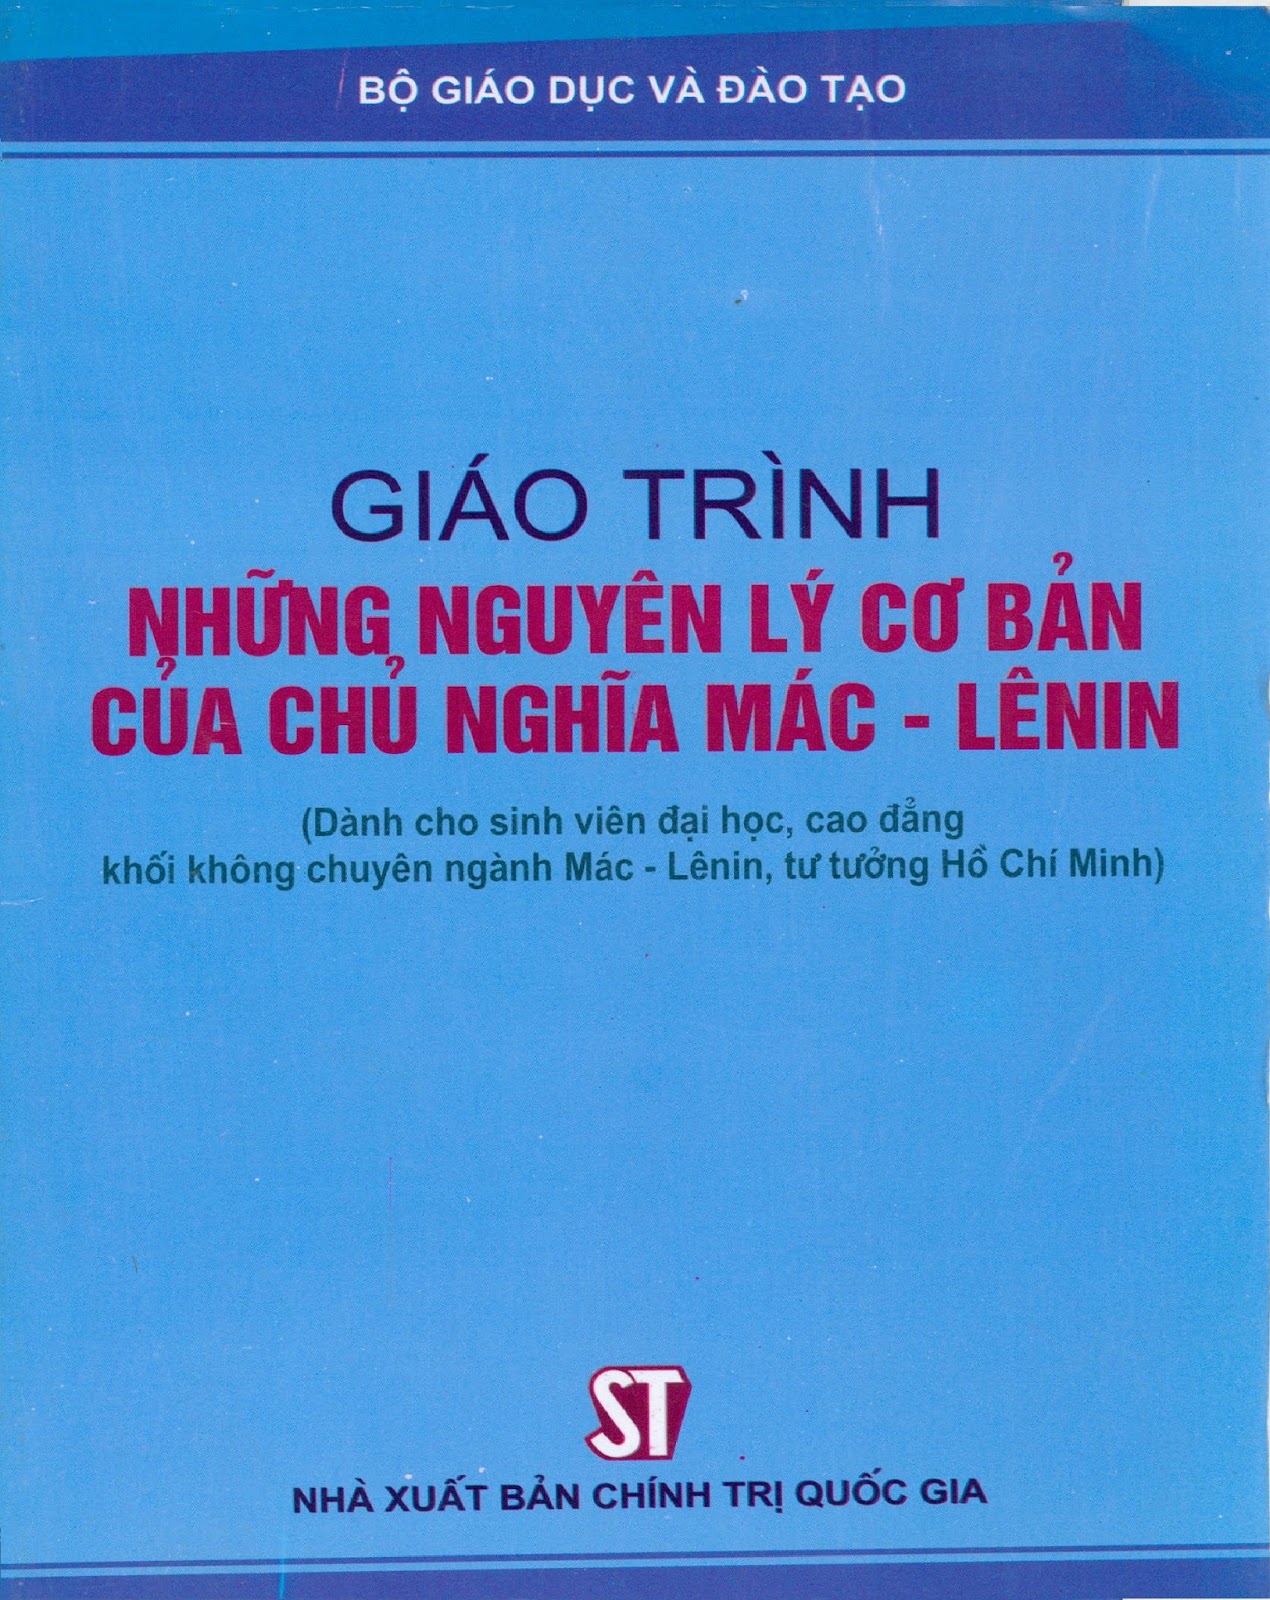 BỘ GIÁO DỤC VÀ ĐÀO TẠO
GIÁO TRÌNH
NHỮNG NGUYÊN LÝ CƠ BẢN
CỦA CHỦ NGHĨA MÁC - LÊNIN
(Dành cho sinh viên đại học, cao đẳng
khối không chuyên ngành Mác - Lênin, tư tưởng Hồ Chí Minh)
ST
NHÀ XUẤT BẢN CHÍNH TRỊ QUỐC GIA